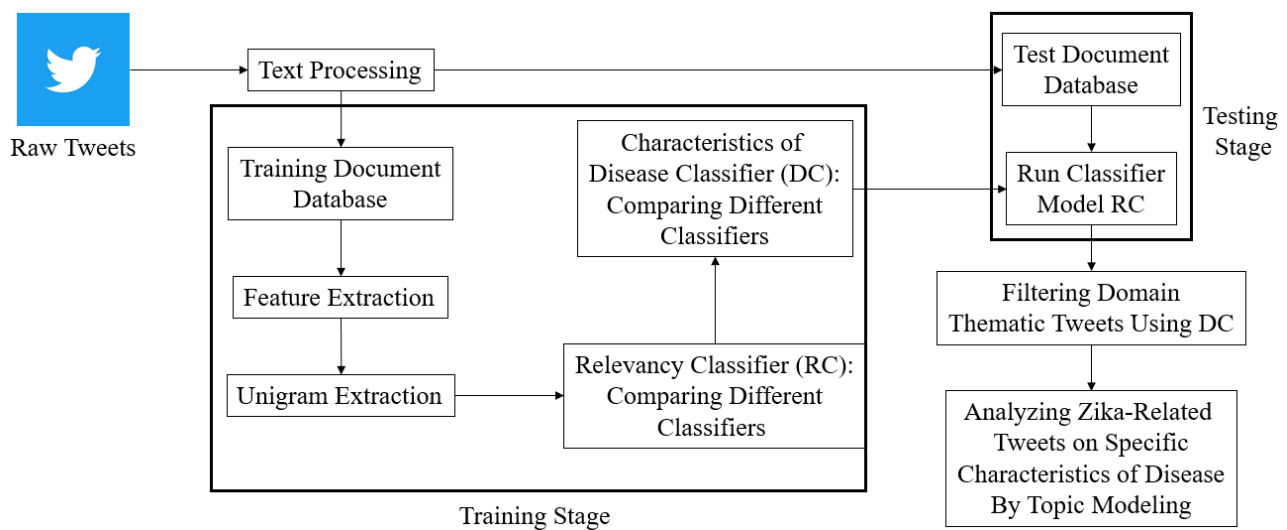 Raw Tweets
Text Processing
Training Document
Database
Feature Extraction
Unigram Extraction
Characteristics of
Disease Classifier (DC):
Comparing Different
Classifiers
Relevancy Classifier (RC):
Comparing Different
Classifiers
Training Stage
Test Document
Database
Run Classifier
Model RC
Testing
Stage
Filtering Domain
Thematic Tweets Using DC
Analyzing Zika-Related
Tweets on Specific
Characteristics of Disease
By Topic Modeling